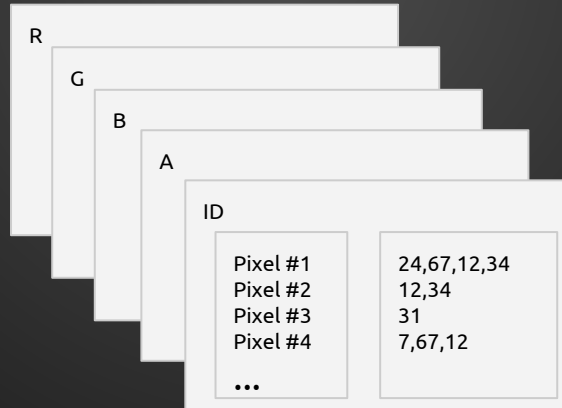 R
G
B
A
ID
Pixel #1
Pixel #2
Pixel #3
Pixel #4
...
24,67,12,34
12,34
31
7,67,12